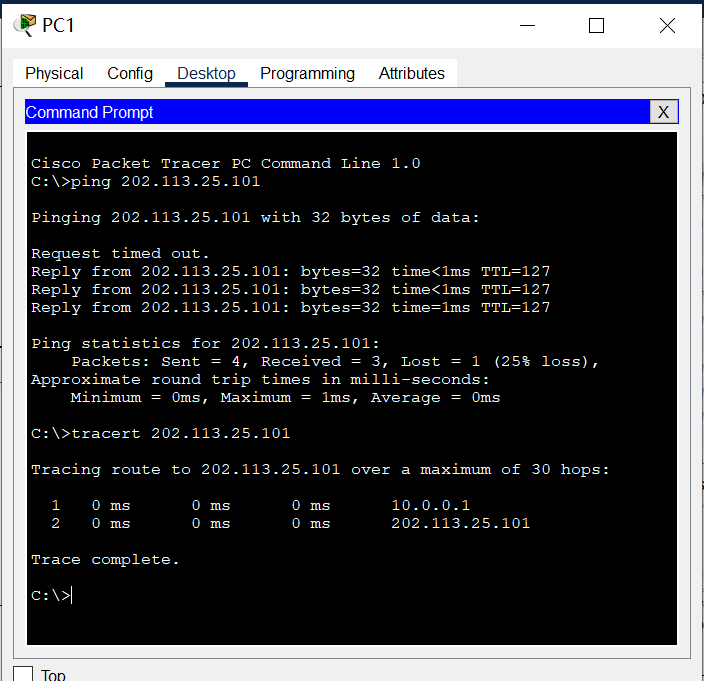 PC1
Physical Config Desktop Programming Attributes
Command Prompt X
Cisco Packet Tracer PC Command Line 1.0
C:\>ping 202.113.25.101
Pinging 202.113.25.101 with 32 bytes of data:
Request timed out.
Reply from 202.113.25.101: bytes=32 time<1ms TTL=127
Reply from 202.113.25.101: bytes=32 time<1ms TTL=127
Reply from 202.113.25.101: bytes=32 time=1ms TTL=127
Ping statistics for 202.113.25.101:
    Packets: Sent = 4, Received = 3, Lost = 1 (25% loss),
Approximate round trip times in milli-seconds:
    Minimum = 0ms, Maximum = 1ms, Average = 0ms
C:\>tracert 202.113.25.101
Tracing route to 202.113.25.101 over a maximum of 30 hops:
  1   0 ms      0 ms      0 ms      10.0.0.1
  2   0 ms      0 ms      0 ms      202.113.25.101
Trace complete.
C:\>
Top